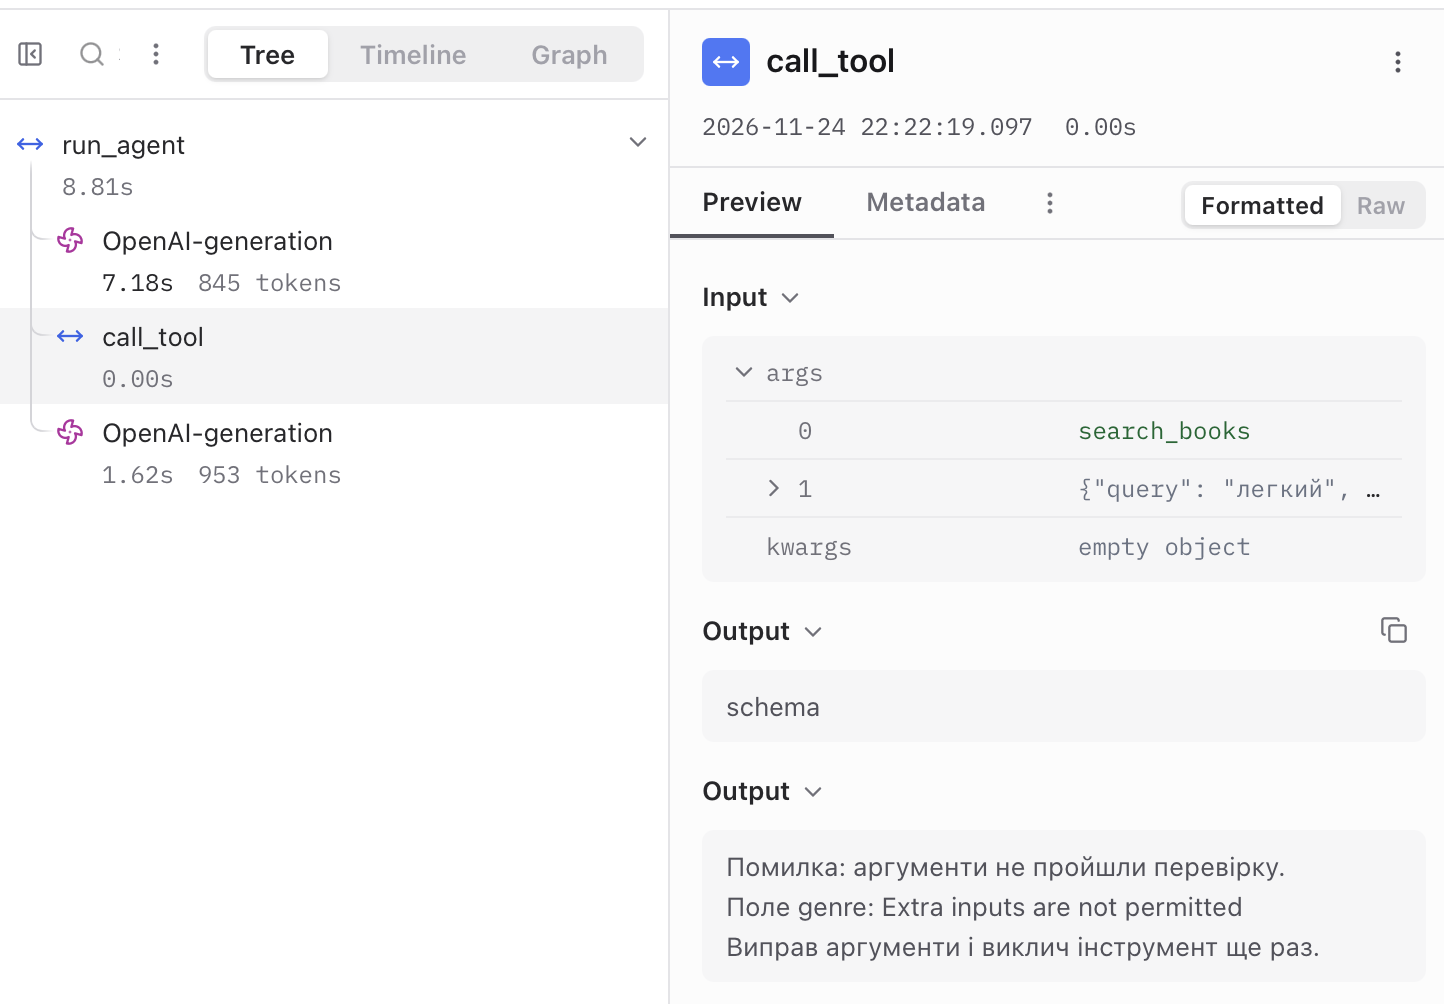 Tree
Timeline
Graph
run_agent
8.81s
OpenAI-generation
7.18s 845 tokens
call_tool
0.00s
OpenAI-generation
1.62s 953 tokens
call_tool
2026-11-24 22:22:19.097 0.00s
Preview
Metadata
Formatted
Raw
Input
args
0 search_books
1 {"query": "легкий", …
kwargs empty object
Output
schema
Output
Помилка: аргументи не пройшли перевірку.
Поле genre: Extra inputs are not permitted
Виправ аргументи і виклич інструмент ще раз.